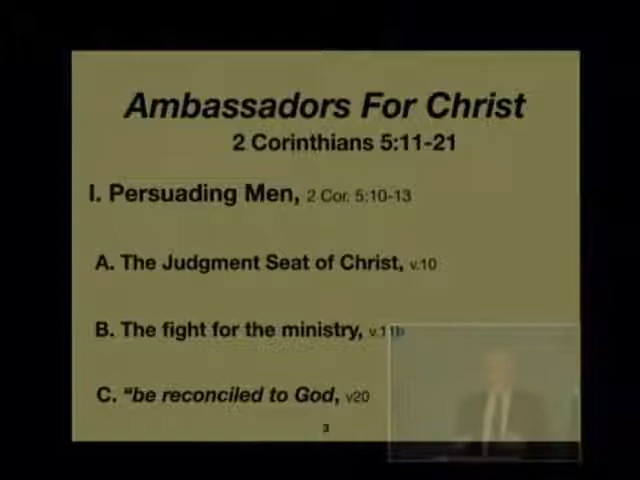 Ambassadors For Christ
2 Corinthians 5:11-21
I. Persuading Men, 2 Cor. 5:10-13
A. The Judgment Seat of Christ, v.10
B. The fight for the ministry, v.11b
C. “be reconciled to God, v20
3